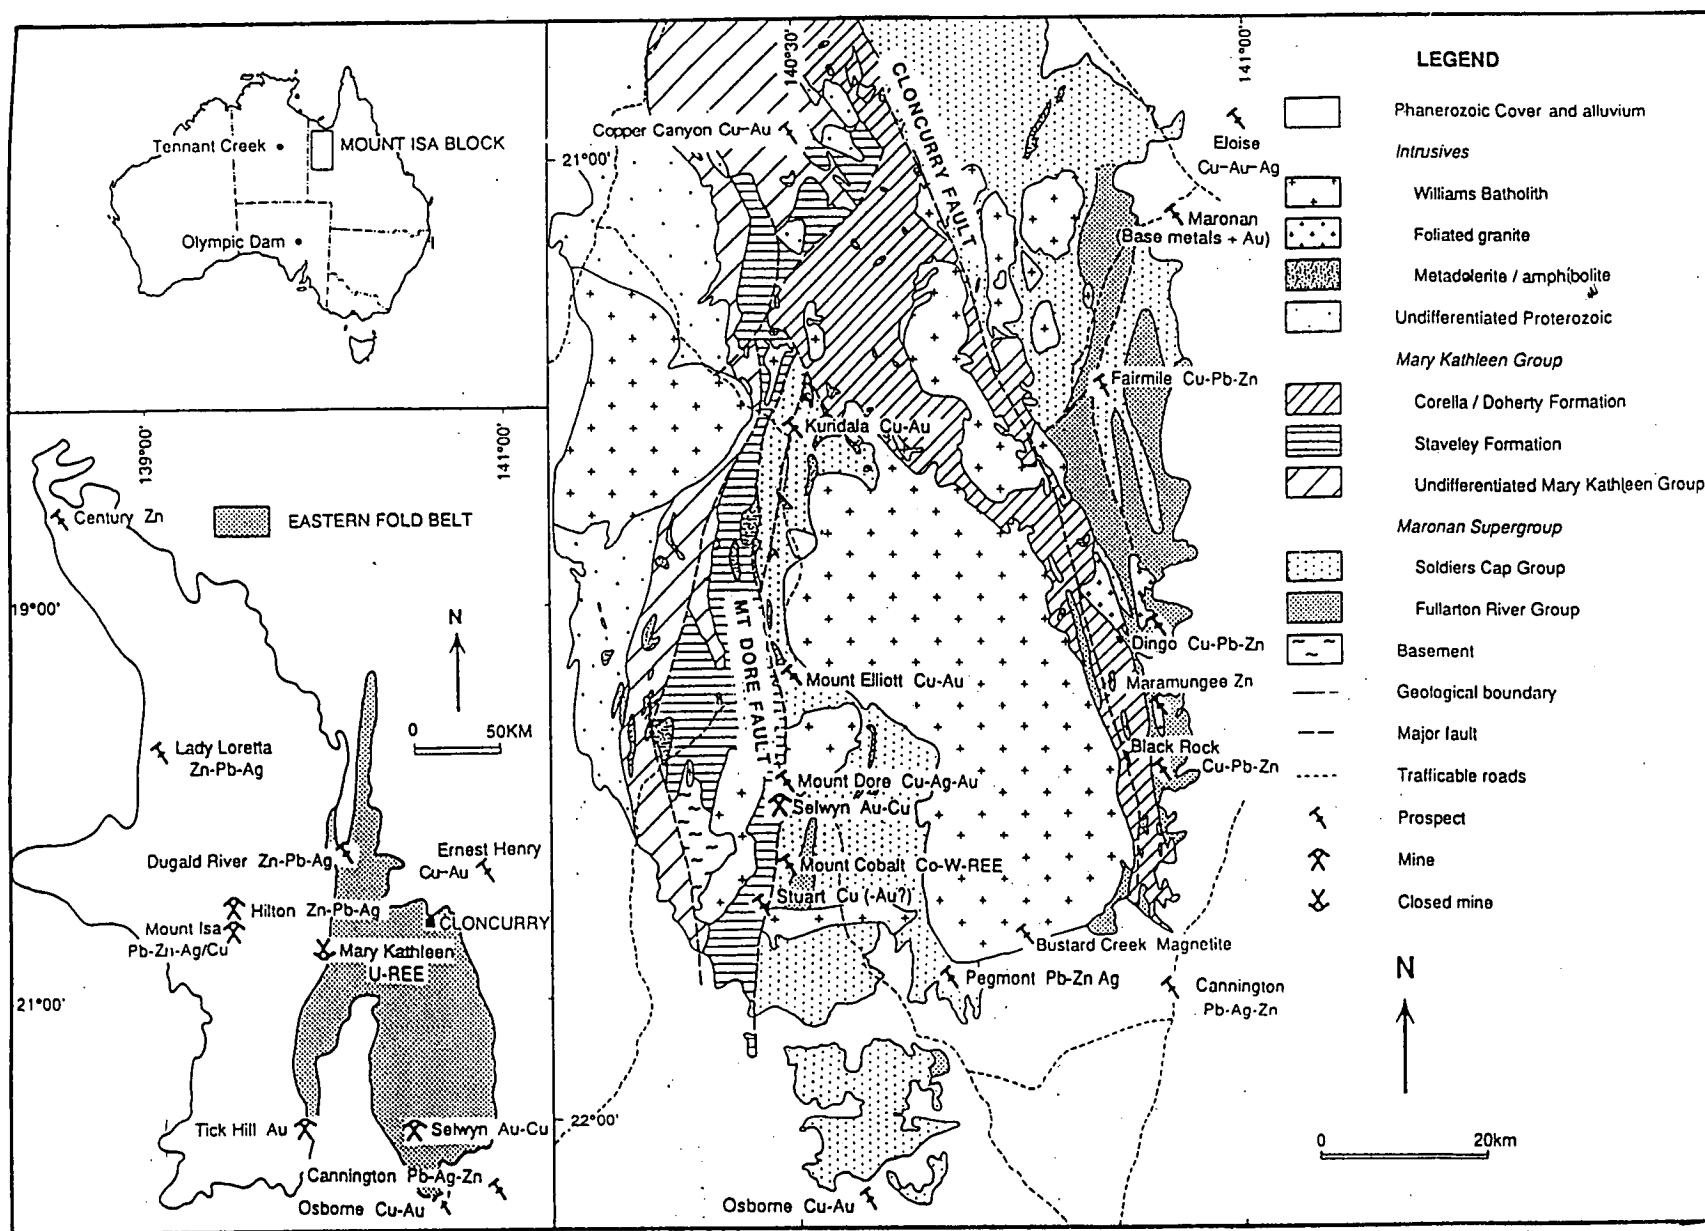 Tennant Creek
MOUNT ISA BLOCK
Olympic Dam
139°00'
141°00'
Century Zn
EASTERN FOLD BELT
19°00'
N
0 50KM
Lady Loretta
Zn-Pb-Ag
Dugald River Zn-Pb-Ag
Ernest Henry
Cu-Au
Hilton Zn-Pb-Ag
CLONCURRY
Mount Isa
Pb-Zn-Ag/Cu
Mary Kathleen
U-REE
21°00'
Tick Hill Au
Selwyn Au-Cu
Cannington Pb-Ag-Zn
Osborne Cu-Au
140°30'
141°00'
CLONCURRY FAULT
Copper Canyon Cu-Au
21°00'
Eloise
Cu-Au-Ag
Maronan
(Base metals + Au)
Fairmile Cu-Pb-Zn
Kuridala Cu-Au
MT DORE FAULT
Dingo Cu-Pb-Zn
Mount Elliott Cu-Au
Maramungee Zn
Black Rock
Cu-Pb-Zn
Mount Dore Cu-Ag-Au
Selwyn Au-Cu
Mount Cobalt Co-W-REE
Stuart Cu (-Au?)
Bustard Creek Magnetite
Pegmont Pb-Zn Ag
Cannington
Pb-Ag-Zn
22°00'
Osborne Cu-Au
LEGEND
Phanerozoic Cover and alluvium
Intrusives
Williams Batholith
Foliated granite
Metadolerite / amphibolite
Undifferentiated Proterozoic
Mary Kathleen Group
Corella / Doherty Formation
Staveley Formation
Undifferentiated Mary Kathleen Group
Maronan Supergroup
Soldiers Cap Group
Fullarton River Group
Basement
Geological boundary
Major fault
Trafficable roads
Prospect
Mine
Closed mine
N
0 20km